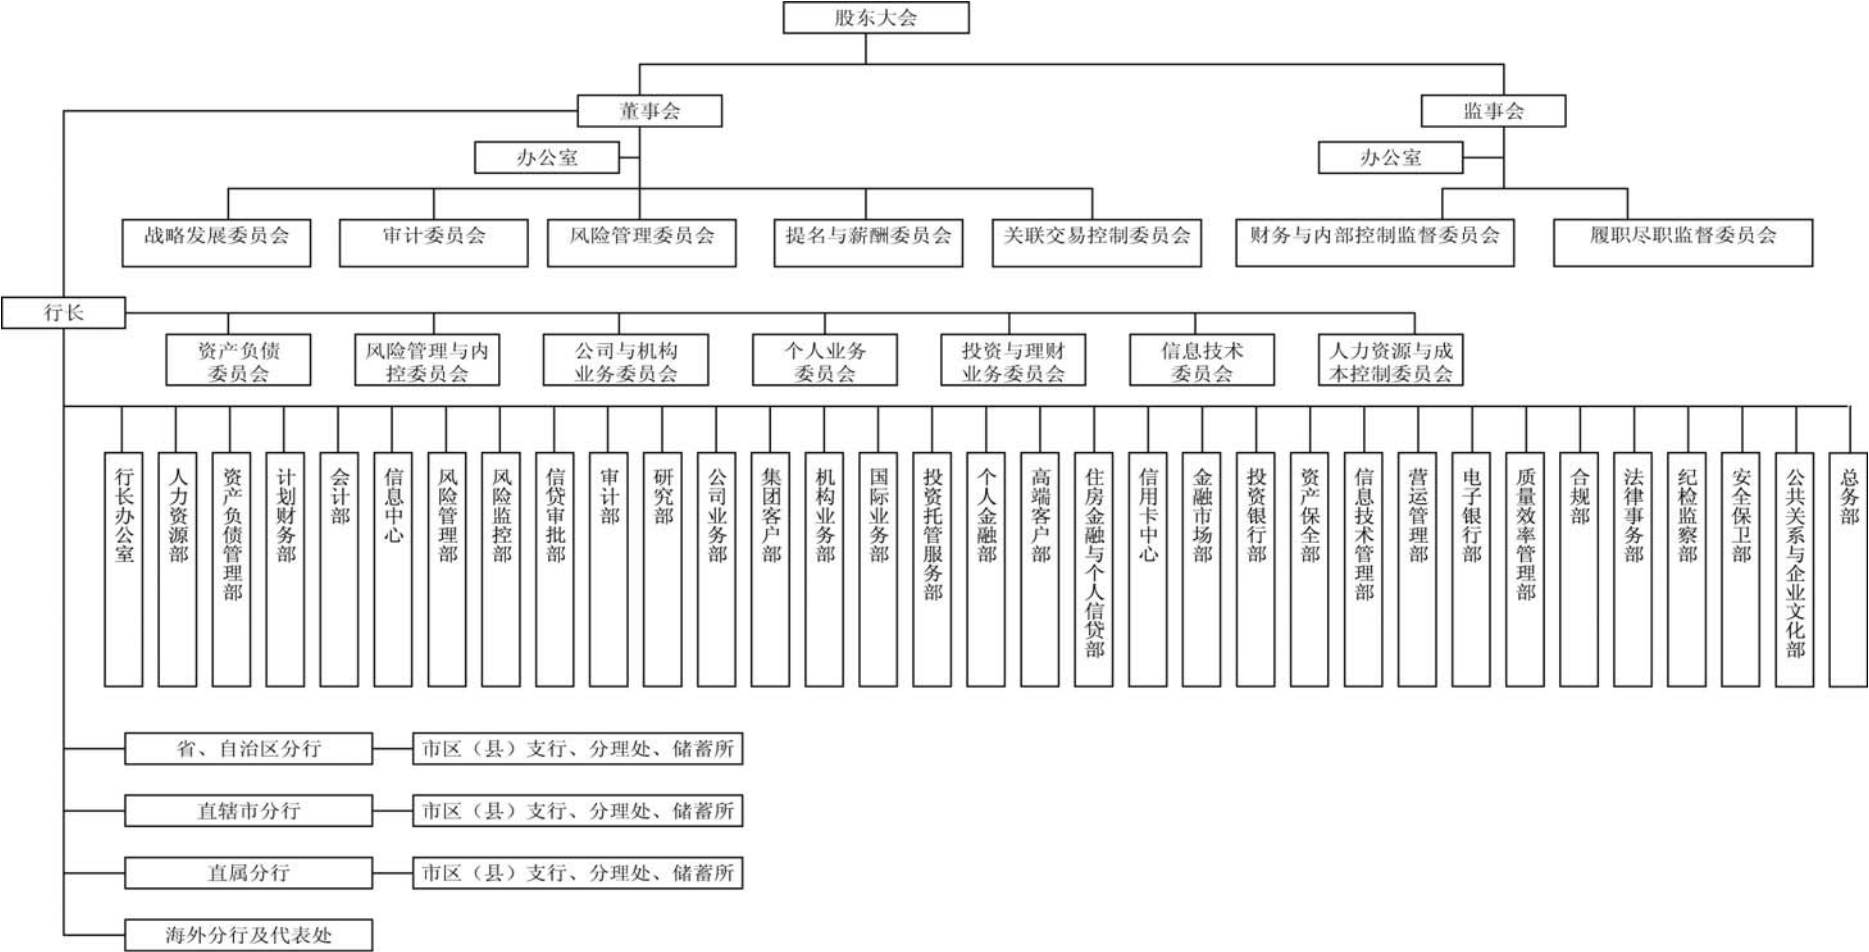 股东大会
董事会
监事会
办公室
办公室
战略发展委员会
审计委员会
风险管理委员会
提名与薪酬委员会
关联交易控制委员会
财务与内部控制监督委员会
履职尽职监督委员会
行长
资产负债
委员会
风险管理与内
控委员会
公司与机构
业务委员会
个人业务
委员会
投资与理财
业务委员会
信息技术
委员会
人力资源与成
本控制委员会
行长办公室
人力资源部
资产负债管理部
计划财务部
会计部
信息中心
风险管理部
风险监控部
信贷审批部
审计部
研究部
公司业务部
集团客户部
机构业务部
国际业务部
投资托管服务部
个人金融部
高端客户部
住房金融与个人信贷部
信用卡中心
金融市场部
投资银行部
资产保全部
信息技术管理部
营运管理部
电子银行部
质量效率管理部
合规部
法律事务部
纪检监察部
安全保卫部
公共关系与企业文化部
总务部
省、自治区分行
市区（县）支行、分理处、储蓄所
直辖市分行
市区（县）支行、分理处、储蓄所
直属分行
市区（县）支行、分理处、储蓄所
海外分行及代表处